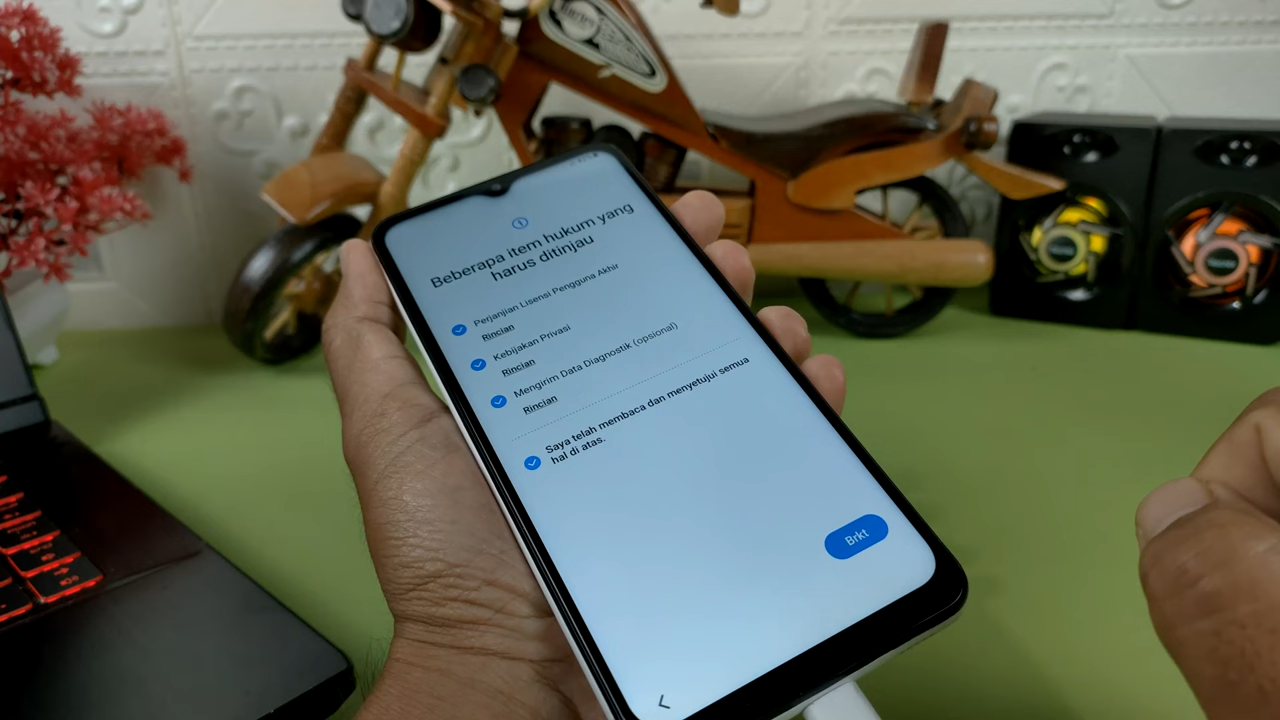 Beberapa item hukum yang
harus ditinjau
Perjanjian Lisensi Pengguna Akhir
Rincian
Kebijakan Privasi
Rincian
Mengirim Data Diagnostik (opsional)
Rincian
Saya telah membaca dan menyetujui semua
hal di atas.
Brkt